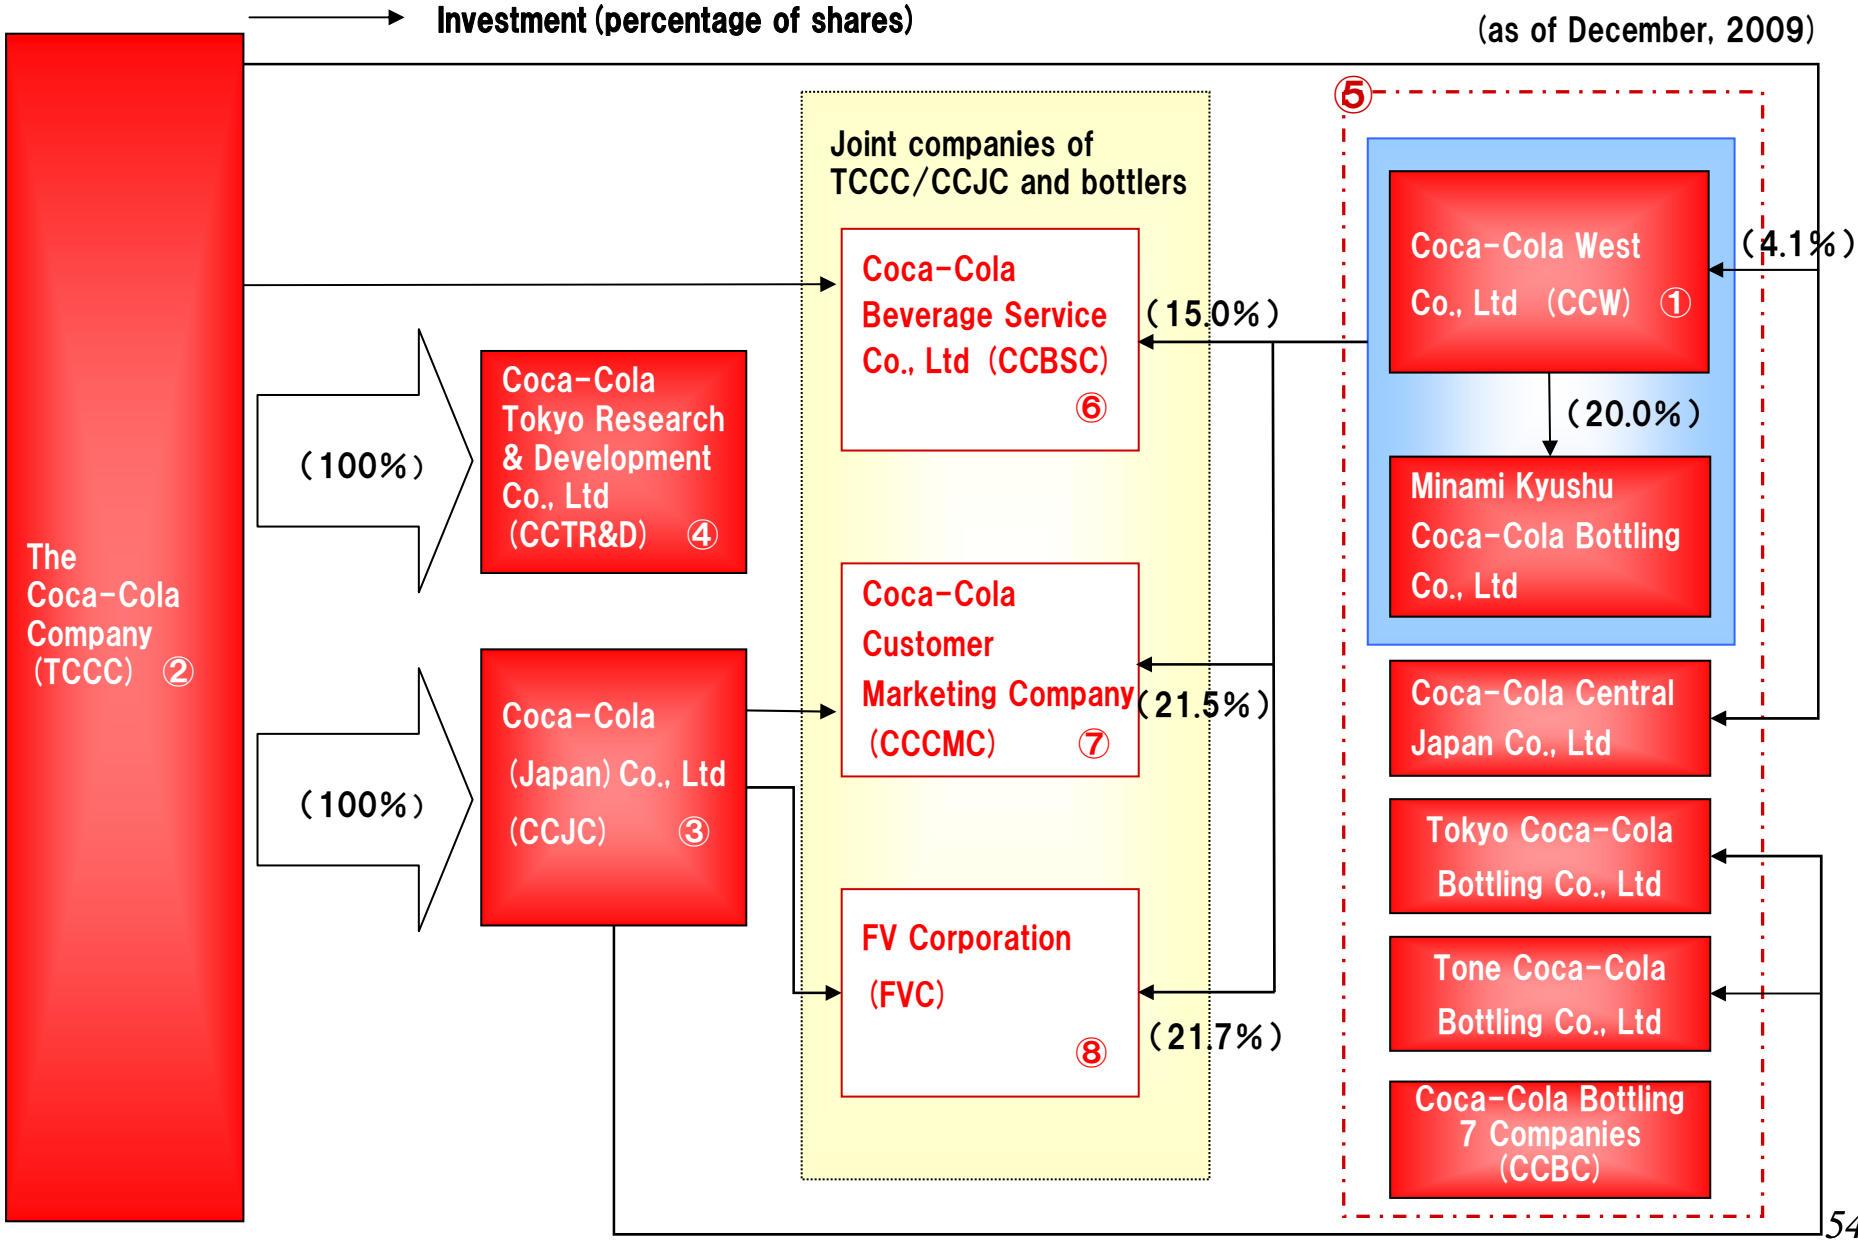 Investment (percentage of shares)
(as of December, 2009)
The
Coca-Cola
Company
(TCCC) ②
(100%)
(100%)
Coca-Cola
Tokyo Research
& Development
Co., Ltd
(CCTR&D) ④
Coca-Cola
(Japan) Co., Ltd
(CCJC) ③
Joint companies of
TCCC/CCJC and bottlers
Coca-Cola
Beverage Service
Co., Ltd (CCBSC)
⑥
(15.0%)
Coca-Cola
Customer
Marketing Company
(CCCMC) ⑦
(21.5%)
FV Corporation
(FVC)
⑧
(21.7%)
⑤
Coca-Cola West
Co., Ltd (CCW) ①
(4.1%)
(20.0%)
Minami Kyushu
Coca-Cola Bottling
Co., Ltd
Coca-Cola Central
Japan Co., Ltd
Tokyo Coca-Cola
Bottling Co., Ltd
Tone Coca-Cola
Bottling Co., Ltd
Coca-Cola Bottling
7 Companies
(CCBC)
54